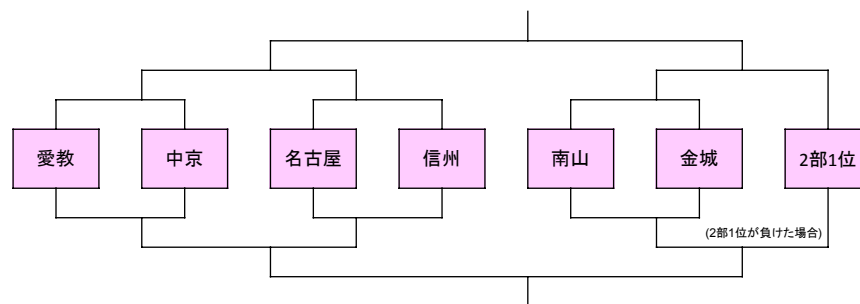 愛教 中京 名古屋 信州 南山 金城 2部1位
(2部1位が負けた場合)